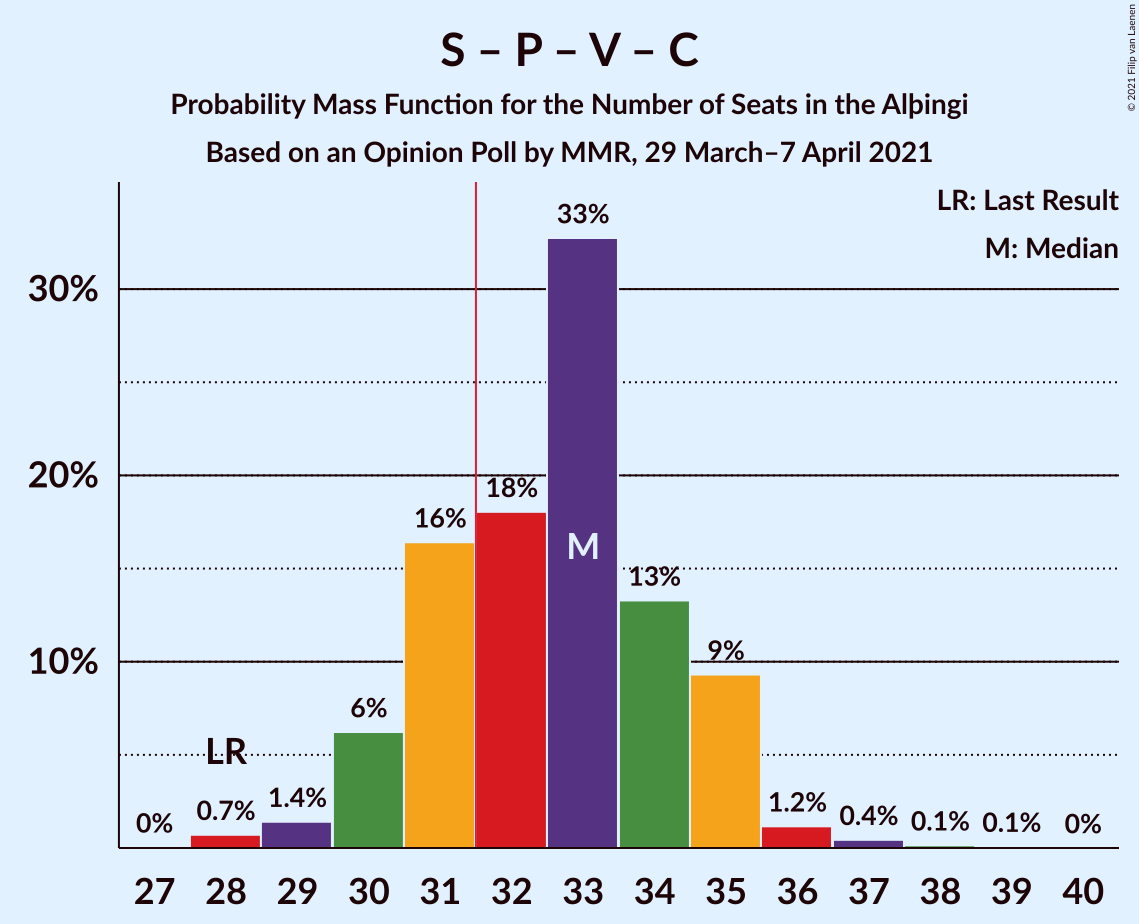 S – P – V – C
Probability Mass Function for the Number of Seats in the Alþingi
Based on an Opinion Poll by MMR, 29 March–7 April 2021
© 2021 Filip van Laenen
LR: Last Result
M: Median
33%
30%
20%
18%
16%
M
13%
10%
9%
6%
LR
0%
0.7%
1.4%
1.2%
0.4%
0.1%
0.1%
0%
27 28 29 30 31 32 33 34 35 36 37 38 39 40